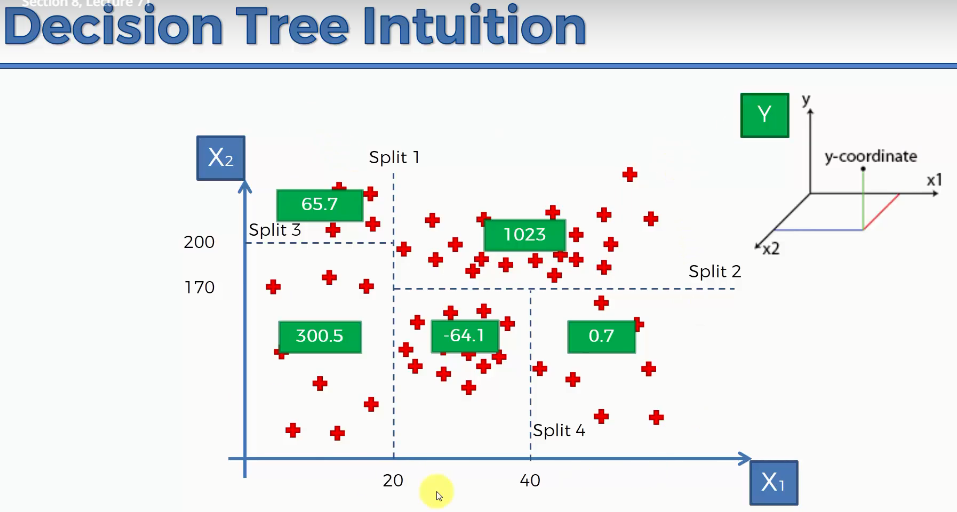 Section 8, Lecture 71
Decision Tree Intuition
X2
Split 1
65.7
Split 3
200
1023
170
Split 2
300.5
-64.1
0.7
Split 4
20
40
X1
Y
y
y-coordinate
x1
x2